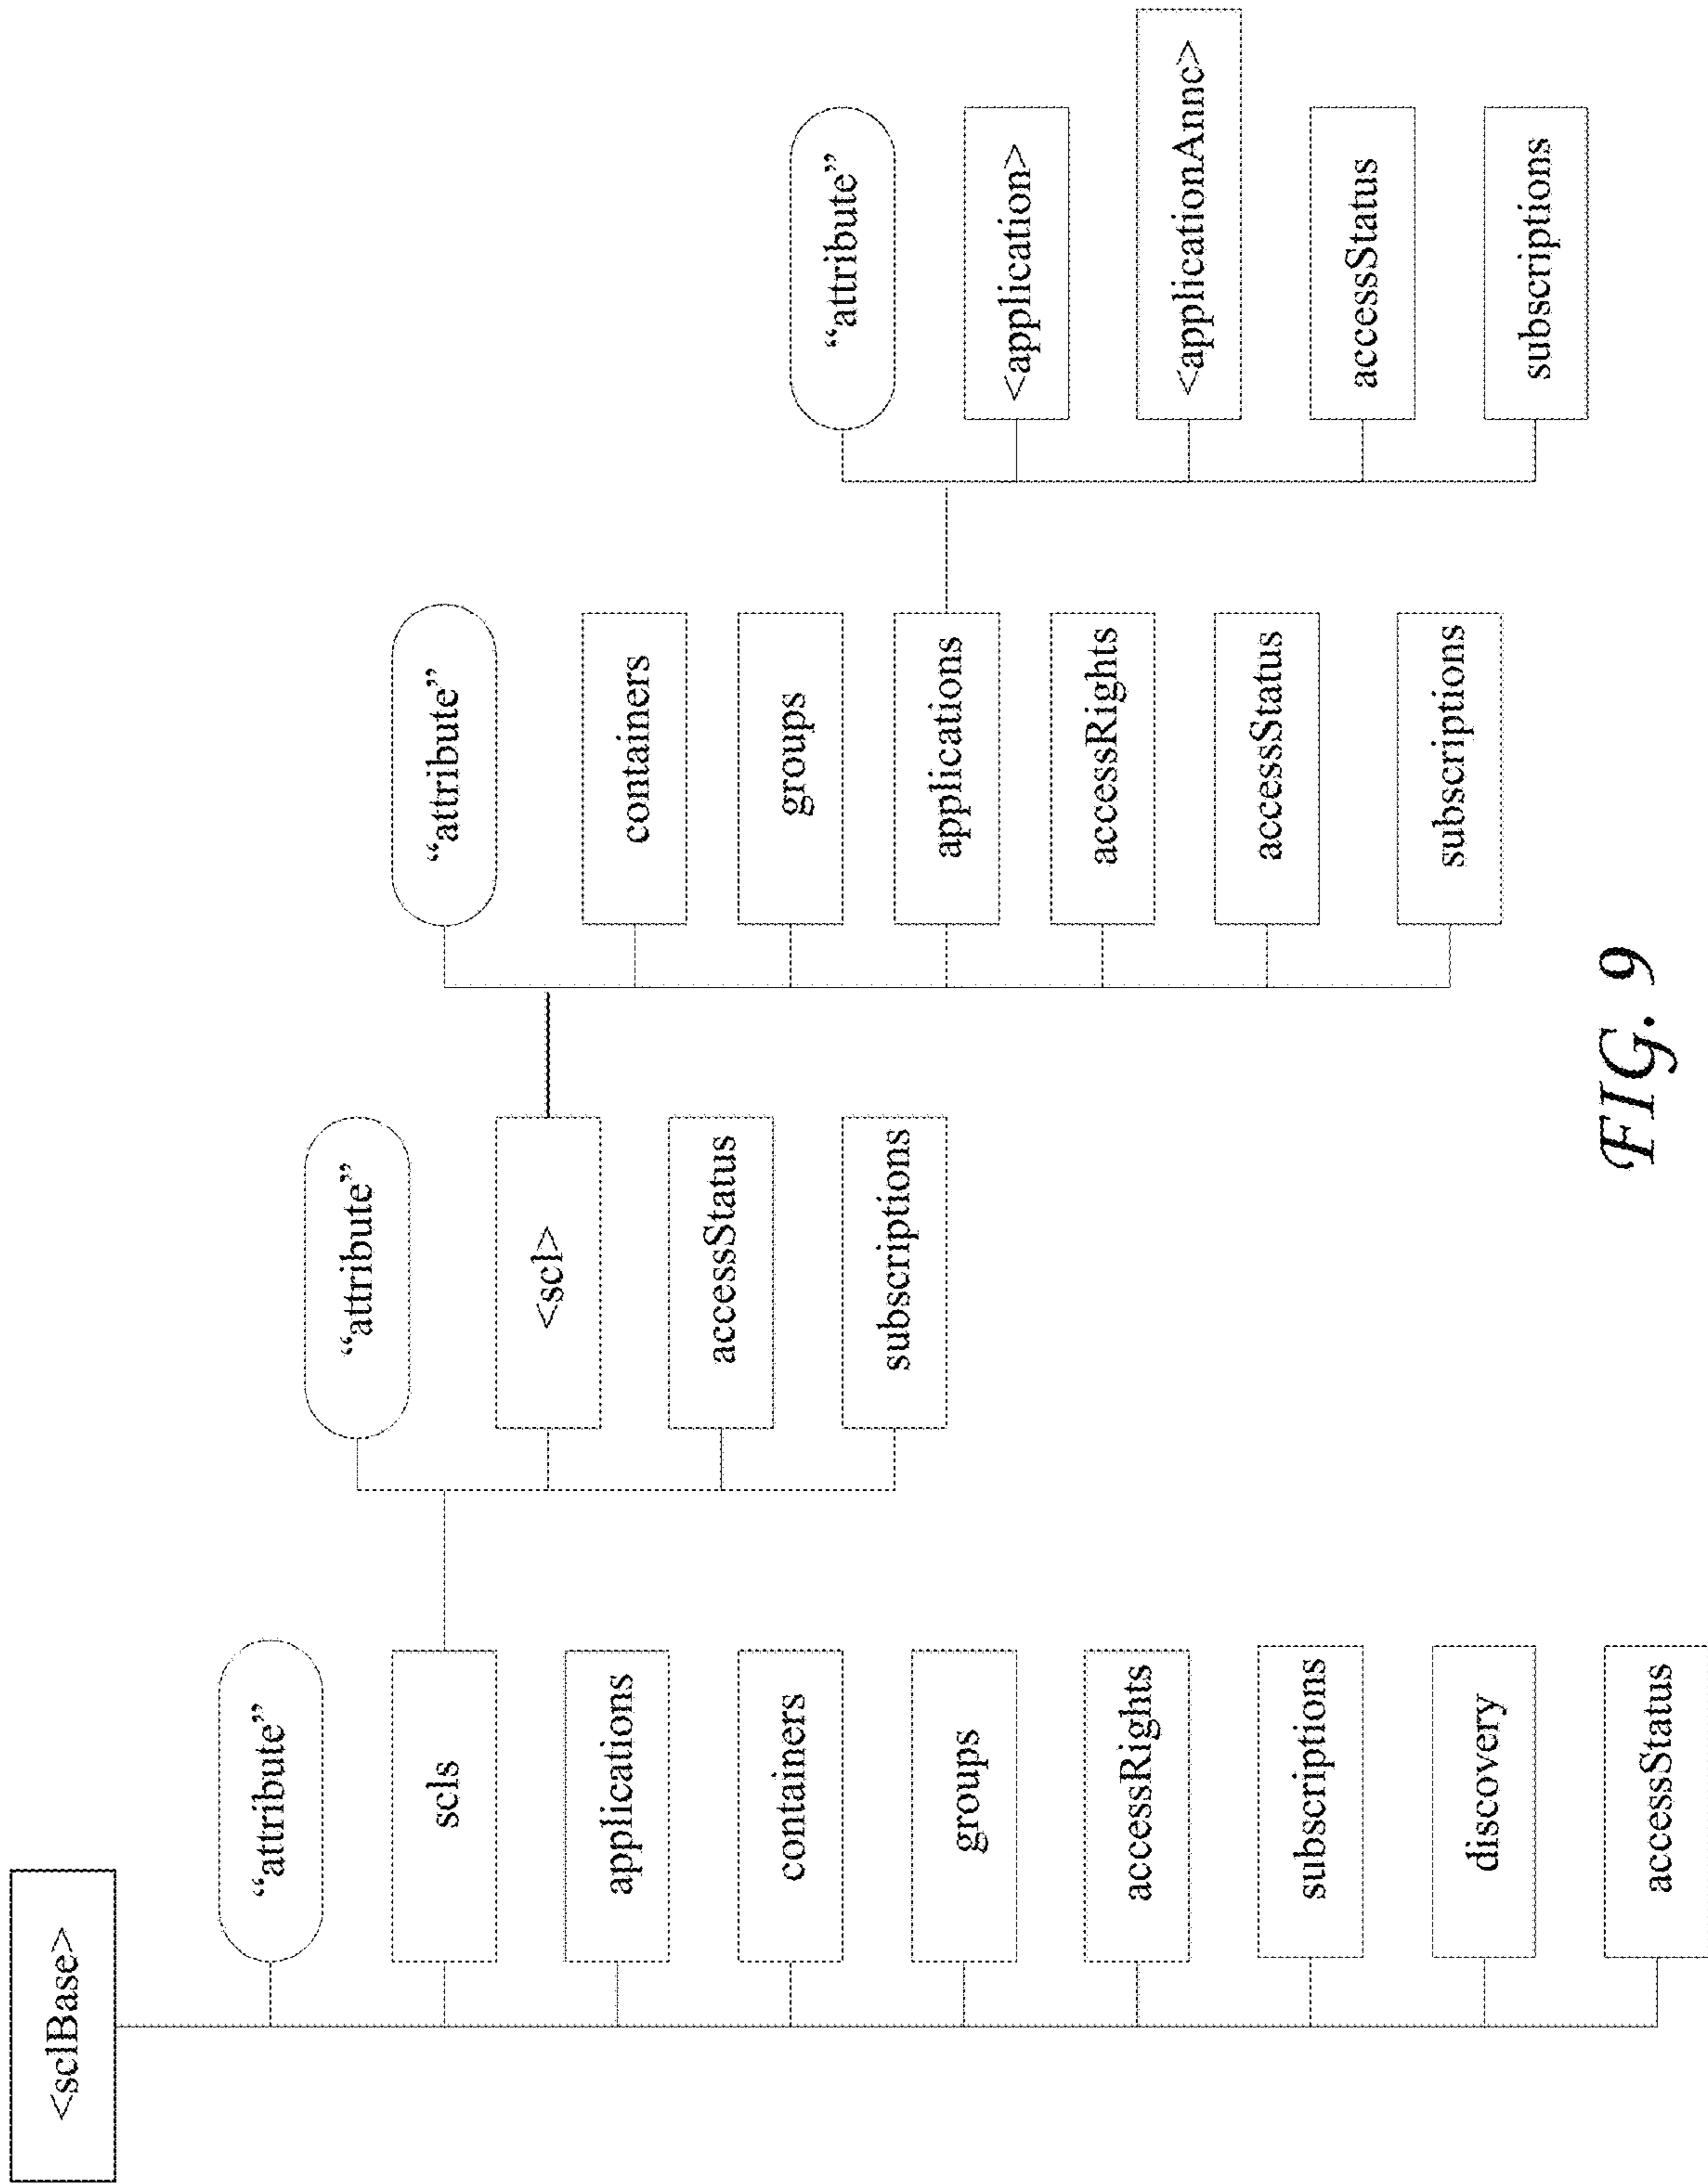 <sclBase>
“attribute”
scls
applications
containers
groups
accessRights
subscriptions
discovery
accessStatus
“attribute”
<scl>
accessStatus
subscriptions
“attribute”
containers
groups
applications
accessRights
accessStatus
subscriptions
“attribute”
<application>
<applicationAnnc>
accessStatus
subscriptions
FIG. 9